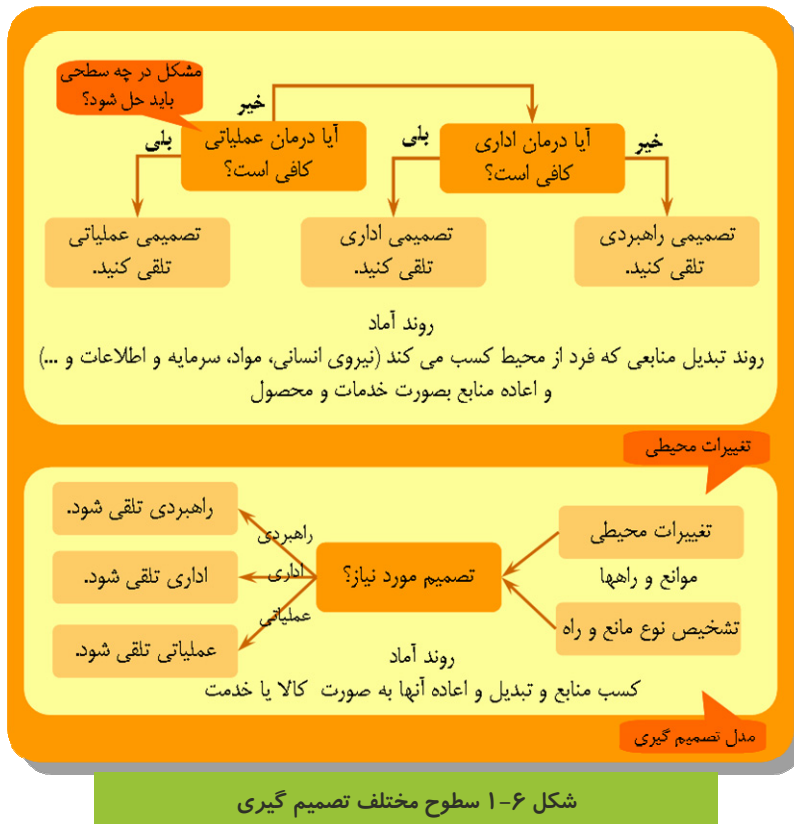 مشکل در چه سطحی
باید حل شود؟
خیر
آیا درمان عملیاتی
کافی است؟
بلی
آیا درمان اداری
کافی است؟
بلی
خیر
تصمیمی راهبردی
تلقی کنید.
تصمیمی اداری
تلقی کنید.
تصمیمی عملیاتی
تلقی کنید.
روند آماد
روند تبدیل منابعی که فرد از محیط کسب می کند (نیروی انسانی، مواد، سرمایه و اطلاعات و ...)
و اعاده منابع بصورت خدمات و محصول
تغییرات محیطی
تغییرات محیطی
موانع و راهها
تشخیص نوع مانع و راه
تصمیم مورد نیاز؟
راهبردی
اداری
عملیاتی
راهبردی تلقی شود.
اداری تلقی شود.
عملیاتی تلقی شود.
روند آماد
کسب منابع و تبدیل و اعاده آنها به صورت کالا یا خدمت
مدل تصمیم گیری
شکل ۶-۱ سطوح مختلف تصمیم گیری